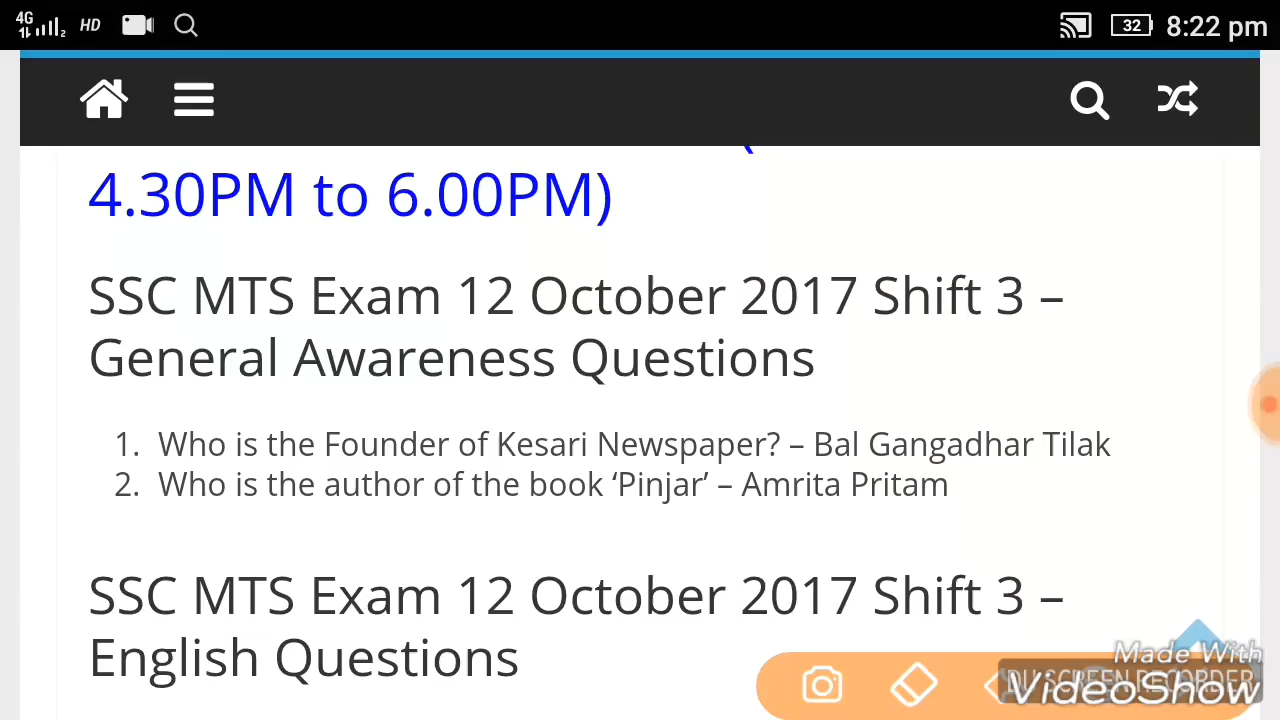 4G HD 32 8:22 pm
4.30PM to 6.00PM)
SSC MTS Exam 12 October 2017 Shift 3 –
General Awareness Questions
1. Who is the Founder of Kesari Newspaper? – Bal Gangadhar Tilak
2. Who is the author of the book ‘Pinjar’ – Amrita Pritam
SSC MTS Exam 12 October 2017 Shift 3 –
English Questions
Made With
DU SCREEN RECORDER
VideoShow